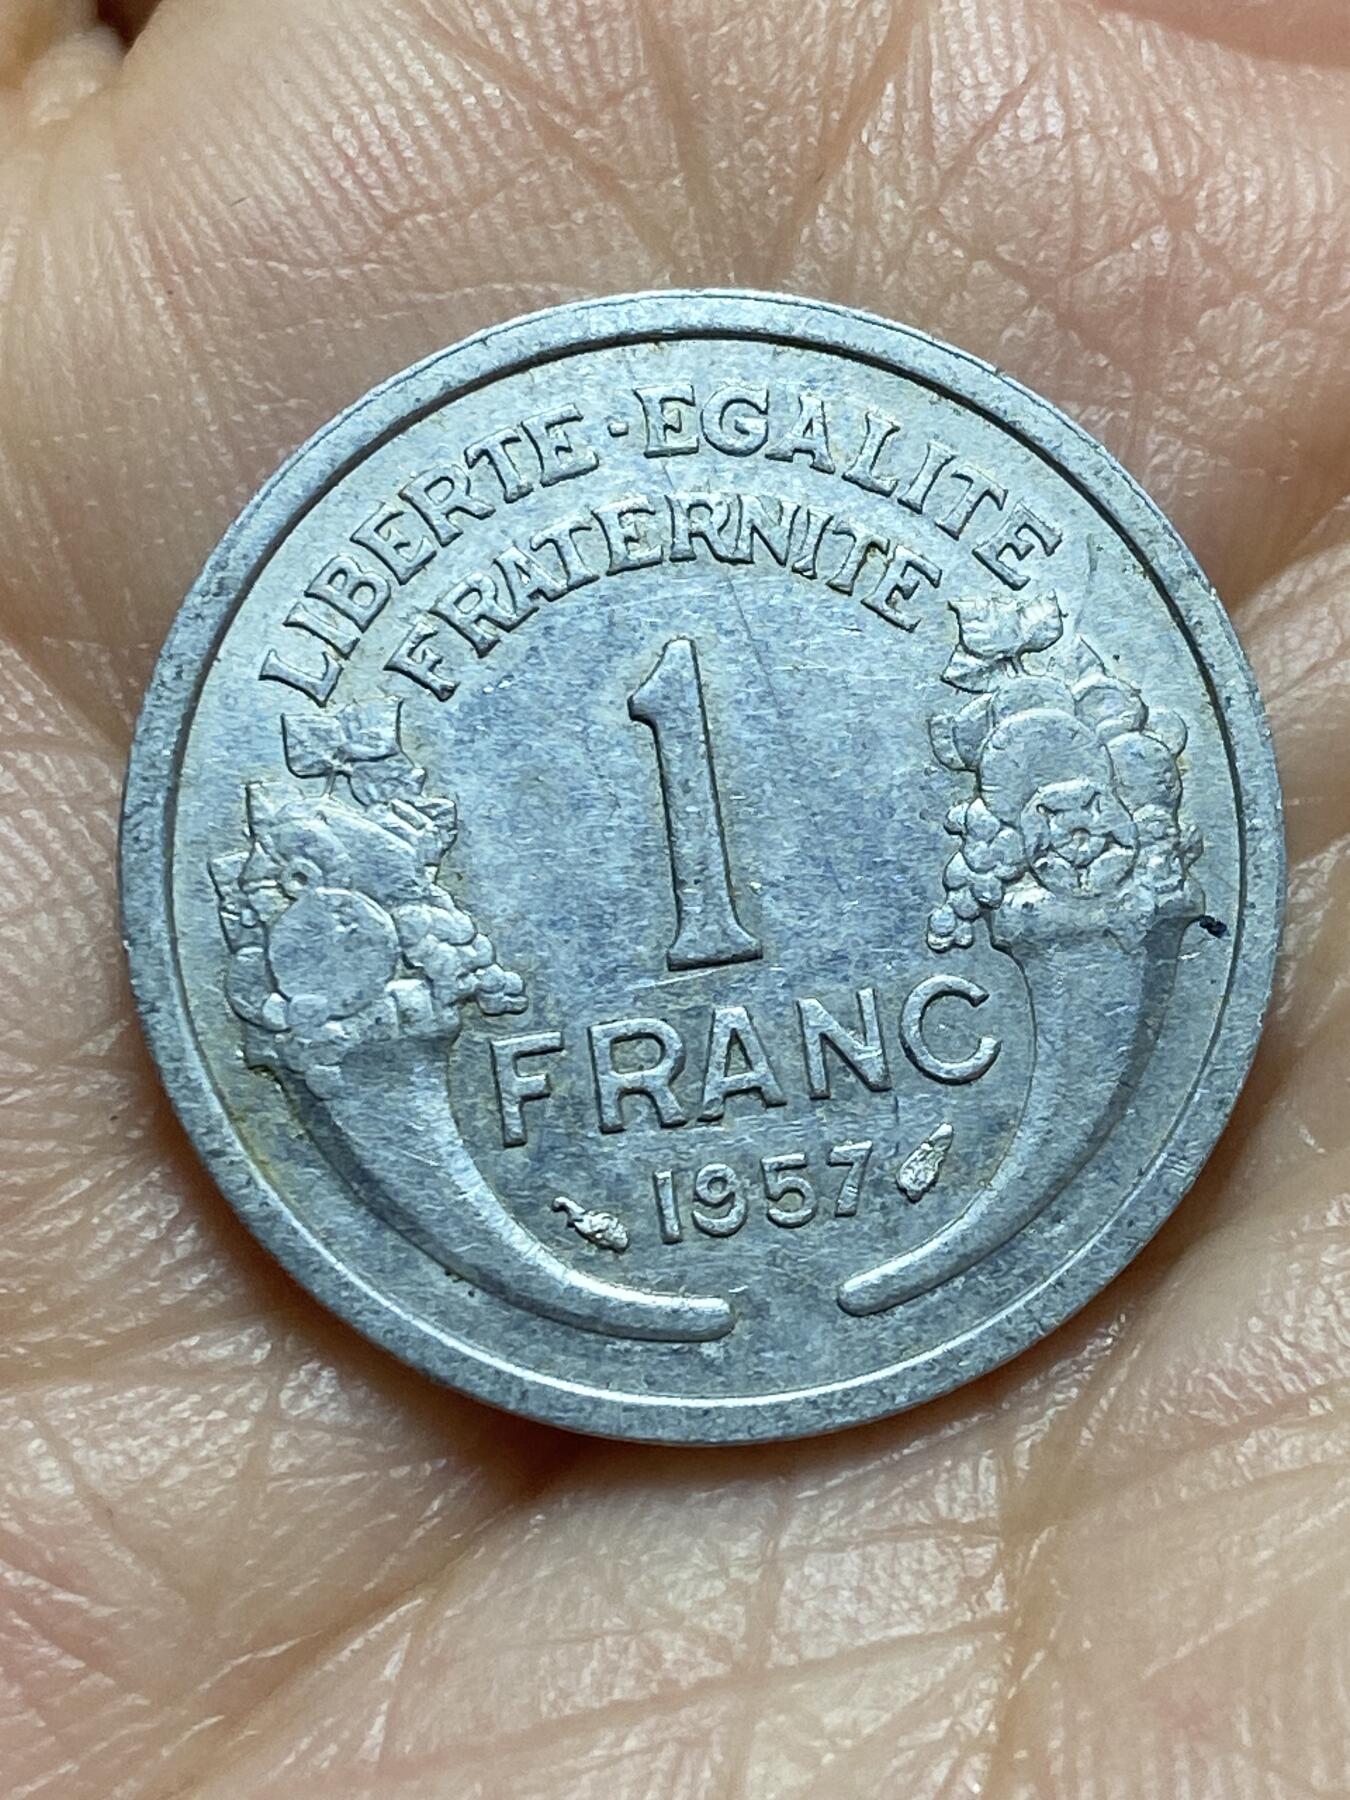 LIBERTE·EGALITE
FRATERNITE
1
FRANC
1957